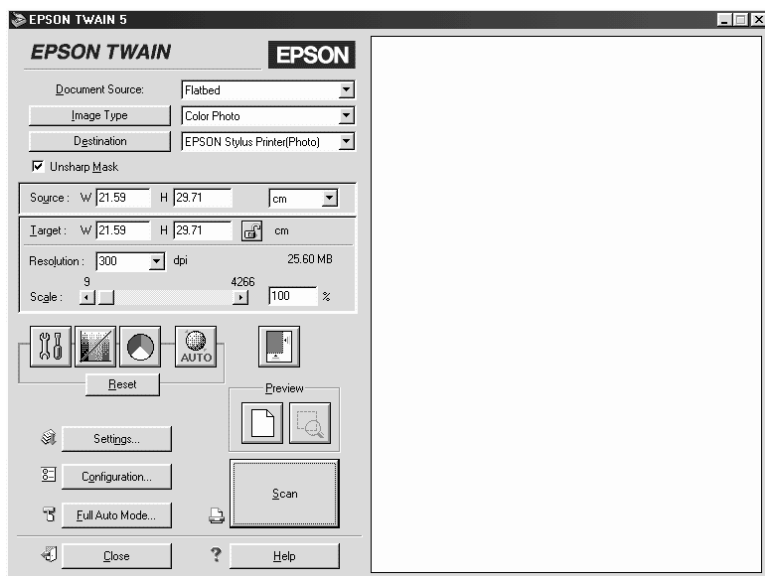 EPSON TWAIN 5
EPSON TWAIN
EPSON
Document Source: Flatbed
Image Type Color Photo
Destination EPSON Stylus Printer(Photo)
Unsharp Mask
Source: W 21.59 H 29.71 cm
Target: W 21.59 H 29.71 cm
Resolution: 300 dpi 25.60 MB
9 4266
Scale: 100 %
AUTO
Reset
Preview
Settings...
Configuration...
Scan
Full Auto Mode...
Close ? Help